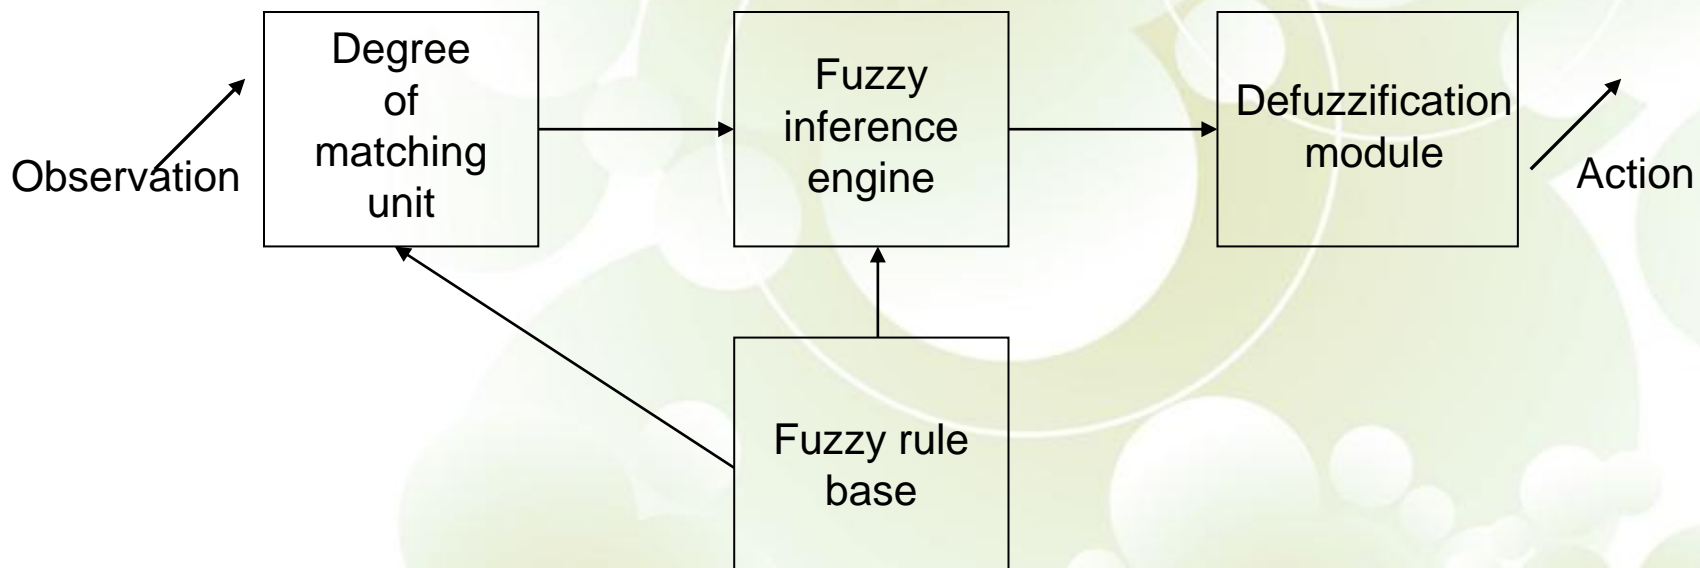 Observation
Degree
of
matching
unit
Fuzzy
inference
engine
Defuzzification
module
Action
Fuzzy rule
base